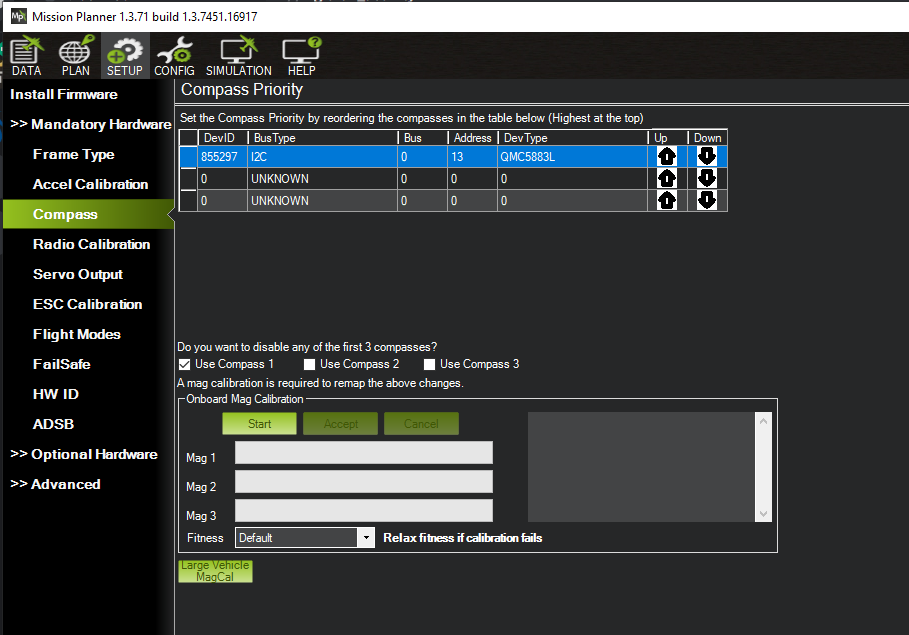 Mission Planner 1.3.71 build 1.3.7451.16917
DATA PLAN SETUP CONFIG SIMULATION HELP
Install Firmware
>> Mandatory Hardware
Frame Type
Accel Calibration
Compass
Radio Calibration
Servo Output
ESC Calibration
Flight Modes
FailSafe
HW ID
ADSB
>> Optional Hardware
>> Advanced
Compass Priority
Set the Compass Priority by reordering the compasses in the table below (Highest at the top)
DevID BusType Bus Address DevType Up Down
855297 I2C 0 13 QMC5883L
0 UNKNOWN 0 0 0
0 UNKNOWN 0 0 0
Do you want to disable any of the first 3 compasses?
Use Compass 1 Use Compass 2 Use Compass 3
A mag calibration is required to remap the above changes.
Onboard Mag Calibration
Start Accept Cancel
Mag 1
Mag 2
Mag 3
Fitness Default Relax fitness if calibration fails
Large Vehicle
MagCal